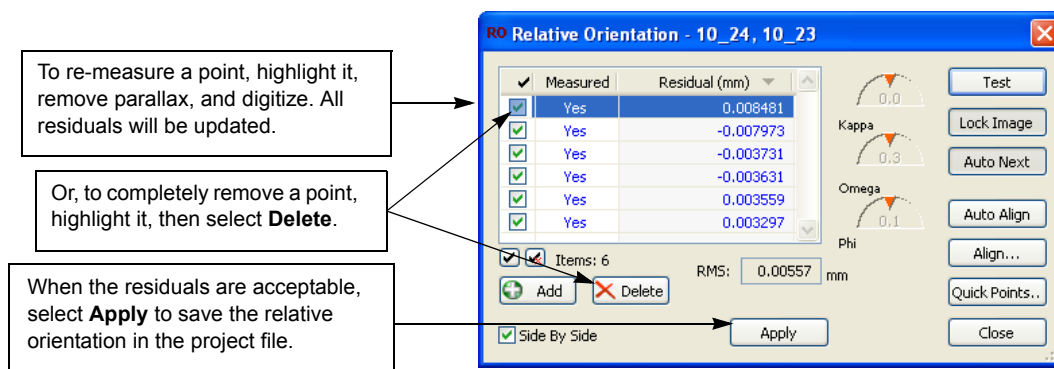 To re-measure a point, highlight it,
remove parallax, and digitize. All
residuals will be updated.
Or, to completely remove a point,
highlight it, then select Delete.
When the residuals are acceptable,
select Apply to save the relative
orientation in the project file.
RO Relative Orientation - 10_24, 10_23
Measured Residual (mm)
Yes 0.008481
Yes -0.007973
Yes -0.003731
Yes -0.003631
Yes 0.003559
Yes 0.003297
Items: 6
Add Delete
RMS: 0.00557 mm
Side By Side
Apply
0.0
Kappa
0.3
Omega
0.1
Phi
Test
Lock Image
Auto Next
Auto Align
Align...
Quick Points..
Close